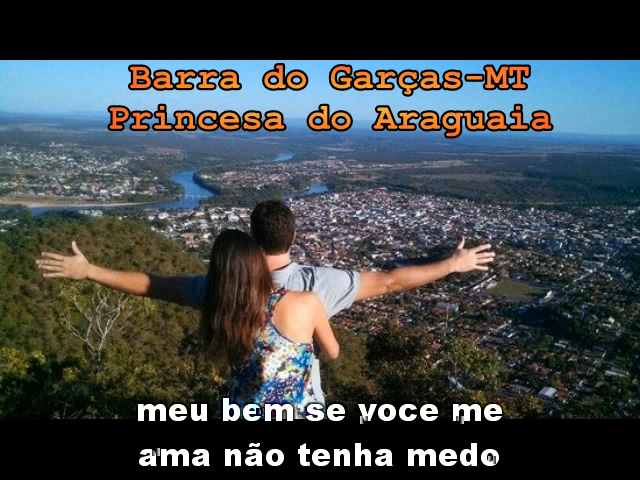 Barra do Garças-MT
Princesa do Araguaia
meu bem se voce me
ama não tenha medo